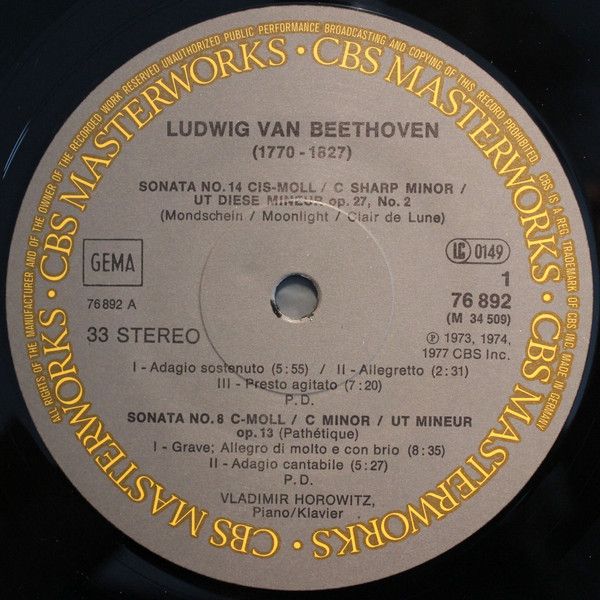 ALL RIGHTS OF THE MANUFACTURER AND OF THE OWNER OF THE RECORDED WORK RESERVED UNAUTHORIZED PUBLIC PERFORMANCE BROADCASTING AND COPYING OF THIS RECORD PROHIBITED. CBS IS A REG. TRADEMARK OF CBS INC. MADE IN GERMANY
CBS MASTERWORKS · CBS MASTERWORKS · CBS MASTERWORKS · CBS MASTERWORKS · CBS MASTERWORKS ·
LUDWIG VAN BEETHOVEN
(1770-1827)
SONATA NO. 14 CIS-MOLL / C SHARP MINOR /
UT DIESE MINEUR op. 27, No. 2
(Mondschein / Moonlight / Clair de Lune)
GEMA
LC 0149
76 892 A
1
76 892
(M 34 509)
33 STEREO
℗ 1973, 1974,
1977 CBS Inc.
I - Adagio sostenuto (5:55) / II - Allegretto (2:31)
III - Presto agitato (7:20)
P. D.
SONATA NO. 8 C-MOLL / C MINOR / UT MINEUR
op. 13 (Pathétique)
I - Grave; Allegro di molto e con brio (8:35)
II - Adagio cantabile (5:27)
P. D.
VLADIMIR HOROWITZ,
Piano/Klavier